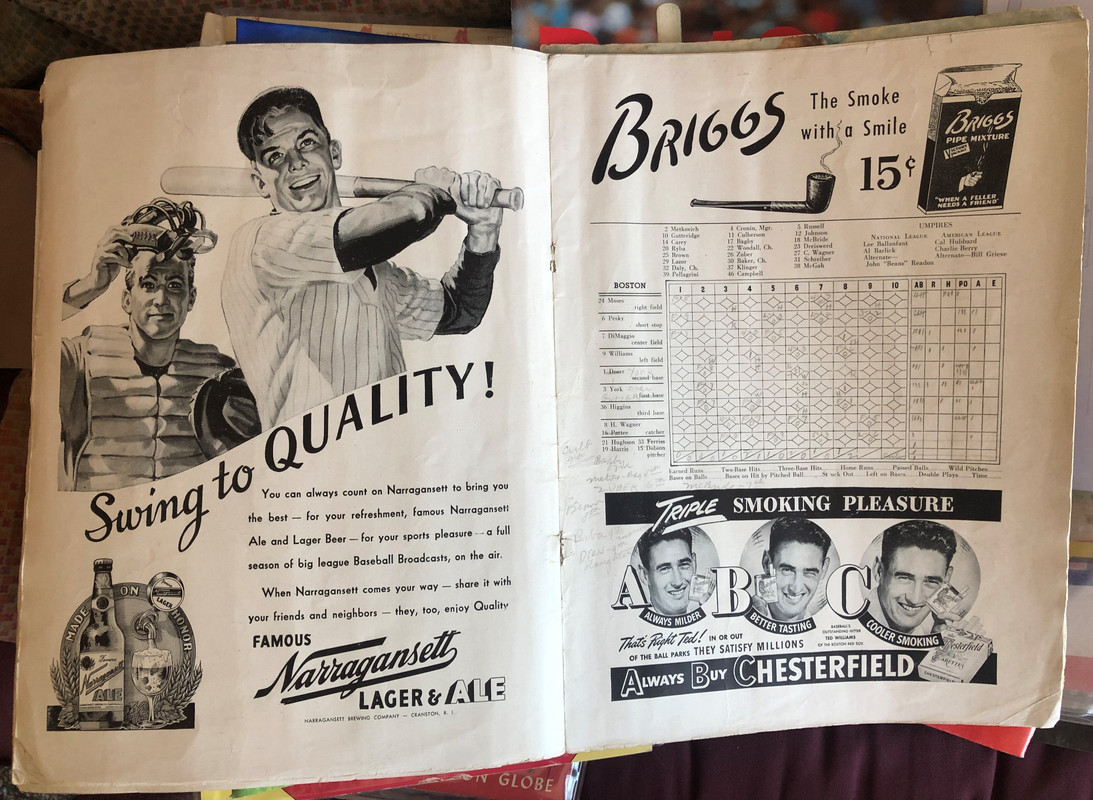 RED SOX
Swing to QUALITY!
You can always count on Narragansett to bring you
the best — for your refreshment, famous Narragansett
Ale and Lager Beer — for your sports pleasure — a full
season of big league Baseball Broadcasts, on the air.
When Narragansett comes your way — share it with
your friends and neighbors — they, too, enjoy Quality
FAMOUS
Narragansett
LAGER & ALE
NARRAGANSETT BREWING COMPANY — CRANSTON, R. I.
MADE ON HONOR
LAGER
Narragansett
ALE
BRIGGS
The Smoke
with a Smile
15¢
BRIGGS
PIPE MIXTURE
"WHEN A FELLER
NEEDS A FRIEND"
2 Metkovich
10 Gutteridge
14 Carey
20 Ryba
25 Brown
29 Lazor
32 Daly, Ch.
39 Pellagrini
4 Cronin, Mgr.
11 Culberson
17 Bagby
22 Woodall, Ch.
26 Zuber
30 Baker, Ch.
37 Klinger
46 Campbell
5 Russell
12 Johnson
18 McBride
23 Dreisewerd
27 C. Wagner
31 Schreiber
38 McGah
UMPIRES
NATIONAL LEAGUE
Lee Ballanfant
Al Barlick
Alternate—
John "Beans" Reardon
AMERICAN LEAGUE
Cal Hubbard
Charlie Berry
Alternate—Bill Grieve
BOSTON 1 2 3 4 5 6 7 8 9 10 AB R H PO A E
24 Moses
right field
6 Pesky
short stop
7 DiMaggio
center field
9 Williams
left field
1 Doerr
second base
3 York
first base
36 Higgins
third base
8 H. Wagner
16 Partee catcher
21 Hughson 33 Ferriss
19 Harris 15 Dobson
pitcher
Earned Runs Two-Base Hits Three-Base Hits Home Runs Passed Balls Wild Pitches
Bases on Balls Bases on Hit by Pitched Ball Struck Out Left on Bases Double Plays Time
Bagby
TRIPLE SMOKING PLEASURE
A B C
ALWAYS MILDER
BETTER TASTING
COOLER SMOKING
That's Right Ted! IN OR OUT
OF THE BALL PARKS THEY SATISFY MILLIONS
BASEBALL'S
OUTSTANDING HITTER
TED WILLIAMS
OF THE BOSTON RED SOX
ALWAYS BUY CHESTERFIELD
Chesterfield
CIGARETTES
CHESTERFIELD
ON GLOBE